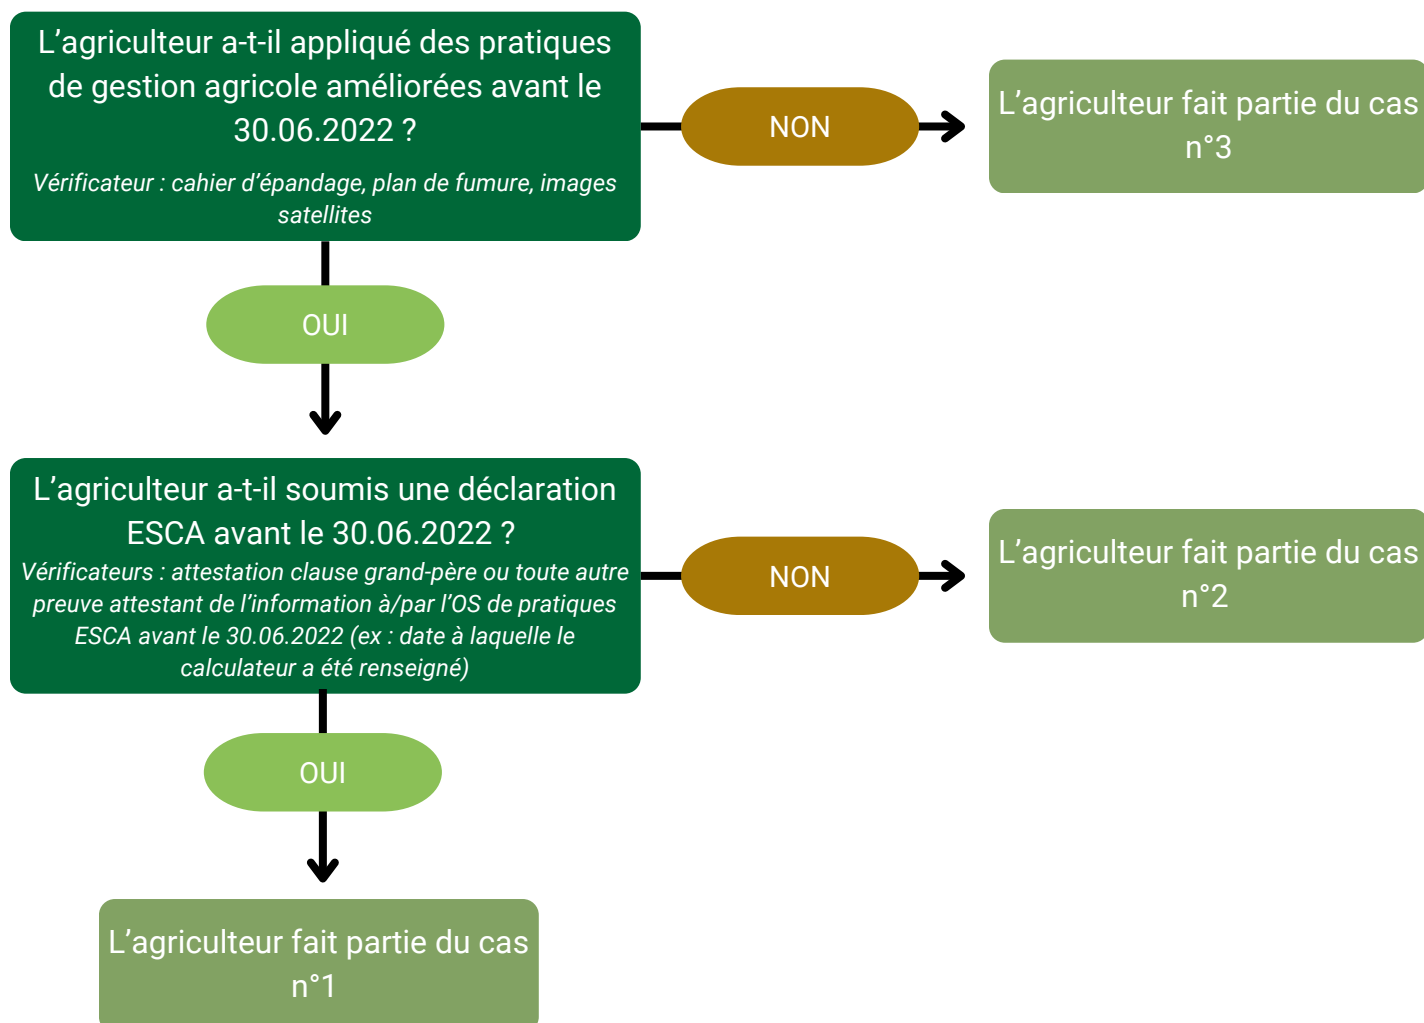 L’agriculteur a-t-il appliqué des pratiques
de gestion agricole améliorées avant le
30.06.2022 ?
Vérificateur : cahier d’épandage, plan de fumure, images
satellites
NON
L’agriculteur fait partie du cas
n°3
OUI
L’agriculteur a-t-il soumis une déclaration
ESCA avant le 30.06.2022 ?
Vérificateurs : attestation clause grand-père ou toute autre
preuve attestant de l’information à/par l’OS de pratiques
ESCA avant le 30.06.2022 (ex : date à laquelle le
calculateur a été renseigné)
NON
L’agriculteur fait partie du cas
n°2
OUI
L’agriculteur fait partie du cas
n°1